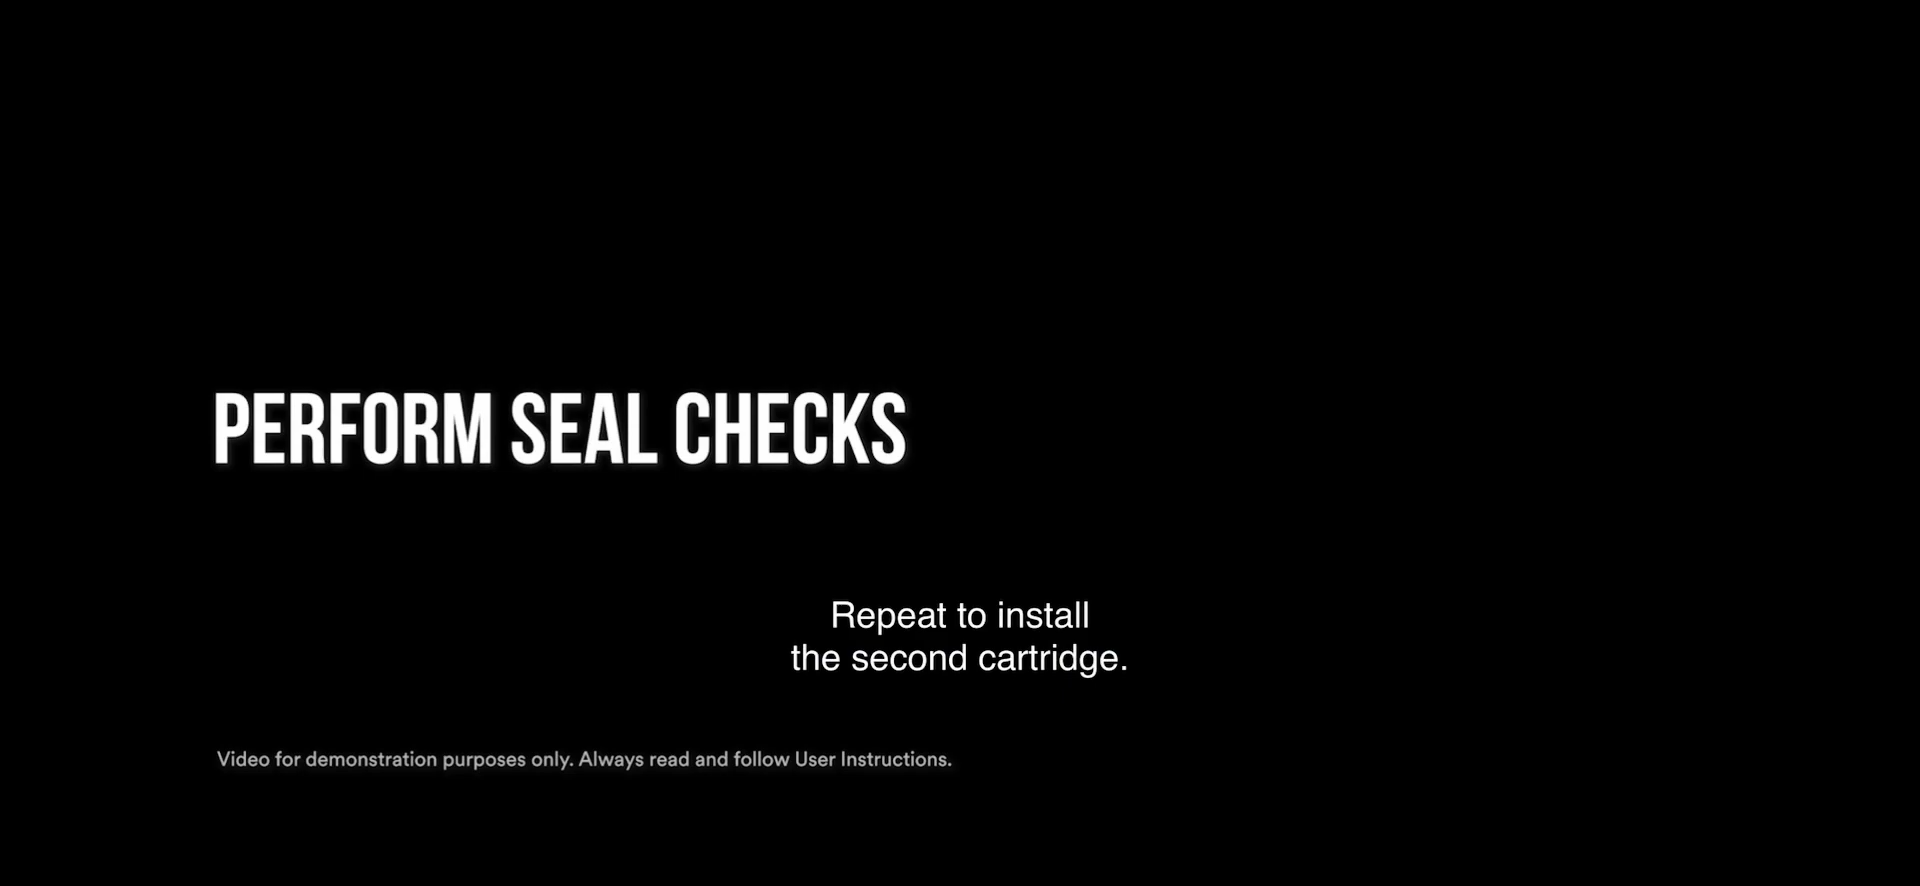 PERFORM SEAL CHECKS
Repeat to install
the second cartridge.
Video for demonstration purposes only. Always read and follow User Instructions.